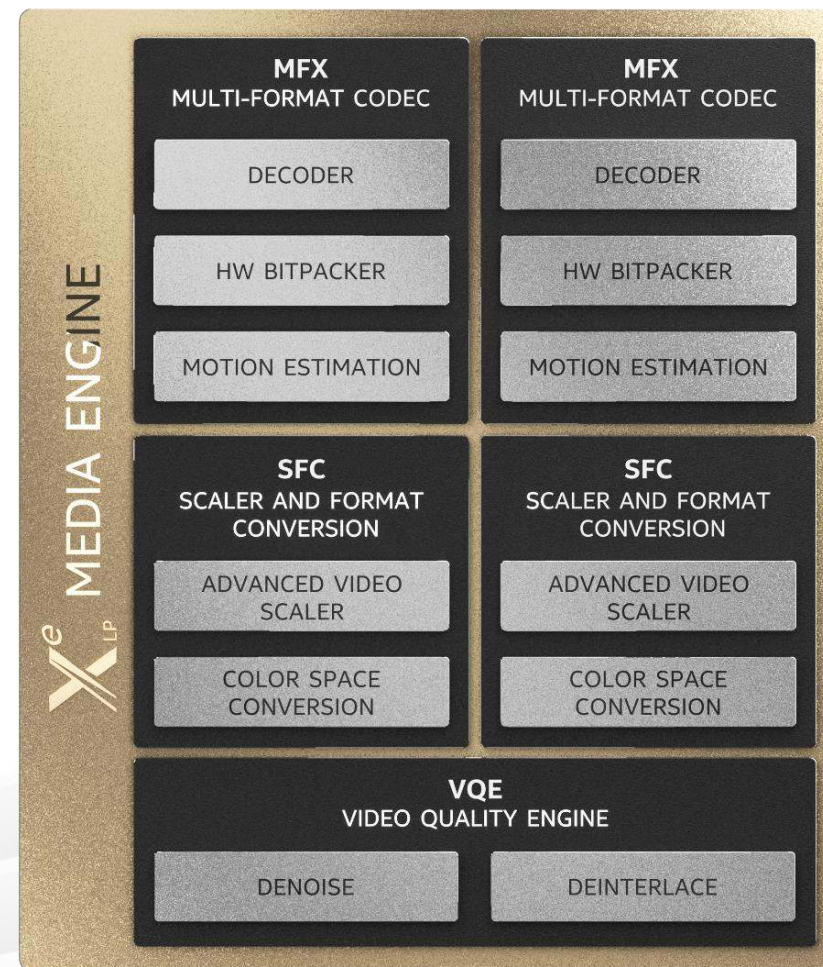 Xe LP MEDIA ENGINE
MFX
MULTI-FORMAT CODEC
DECODER
HW BITPACKER
MOTION ESTIMATION
MFX
MULTI-FORMAT CODEC
DECODER
HW BITPACKER
MOTION ESTIMATION
SFC
SCALER AND FORMAT
CONVERSION
ADVANCED VIDEO
SCALER
COLOR SPACE
CONVERSION
SFC
SCALER AND FORMAT
CONVERSION
ADVANCED VIDEO
SCALER
COLOR SPACE
CONVERSION
VQE
VIDEO QUALITY ENGINE
DENOISE
DEINTERLACE